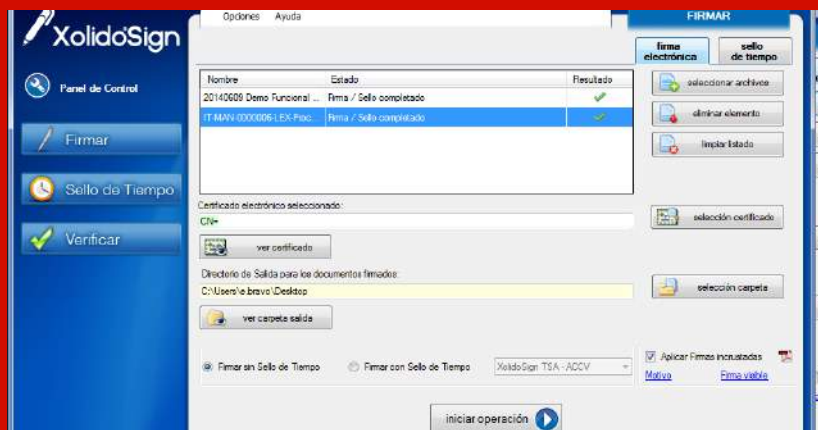 XolidoSign
Opciones Ayuda
FIRMAR
firma electrónica
sello de tiempo
Panel de Control
Firmar
Sello de Tiempo
Verificar
Nombre Estado Resultado
20140609 Demo Funcional ... Firma / Sello completado
IT-MAN-0000006-LEX-Proc... Firma / Sello completado
seleccionar archivos
eliminar elemento
limpiar listado
Certificado electrónico seleccionado:
CN=
selección certificado
ver certificado
Directorio de Salida para los documentos firmados:
C:\Users\e.bravo\Desktop
selección carpeta
ver carpeta salida
Firmar sin Sello de Tiempo
Firmar con Sello de Tiempo
XolidoSign TSA - ACCV
Aplicar Firmas incrustadas
Motivo Firma visible
iniciar operación